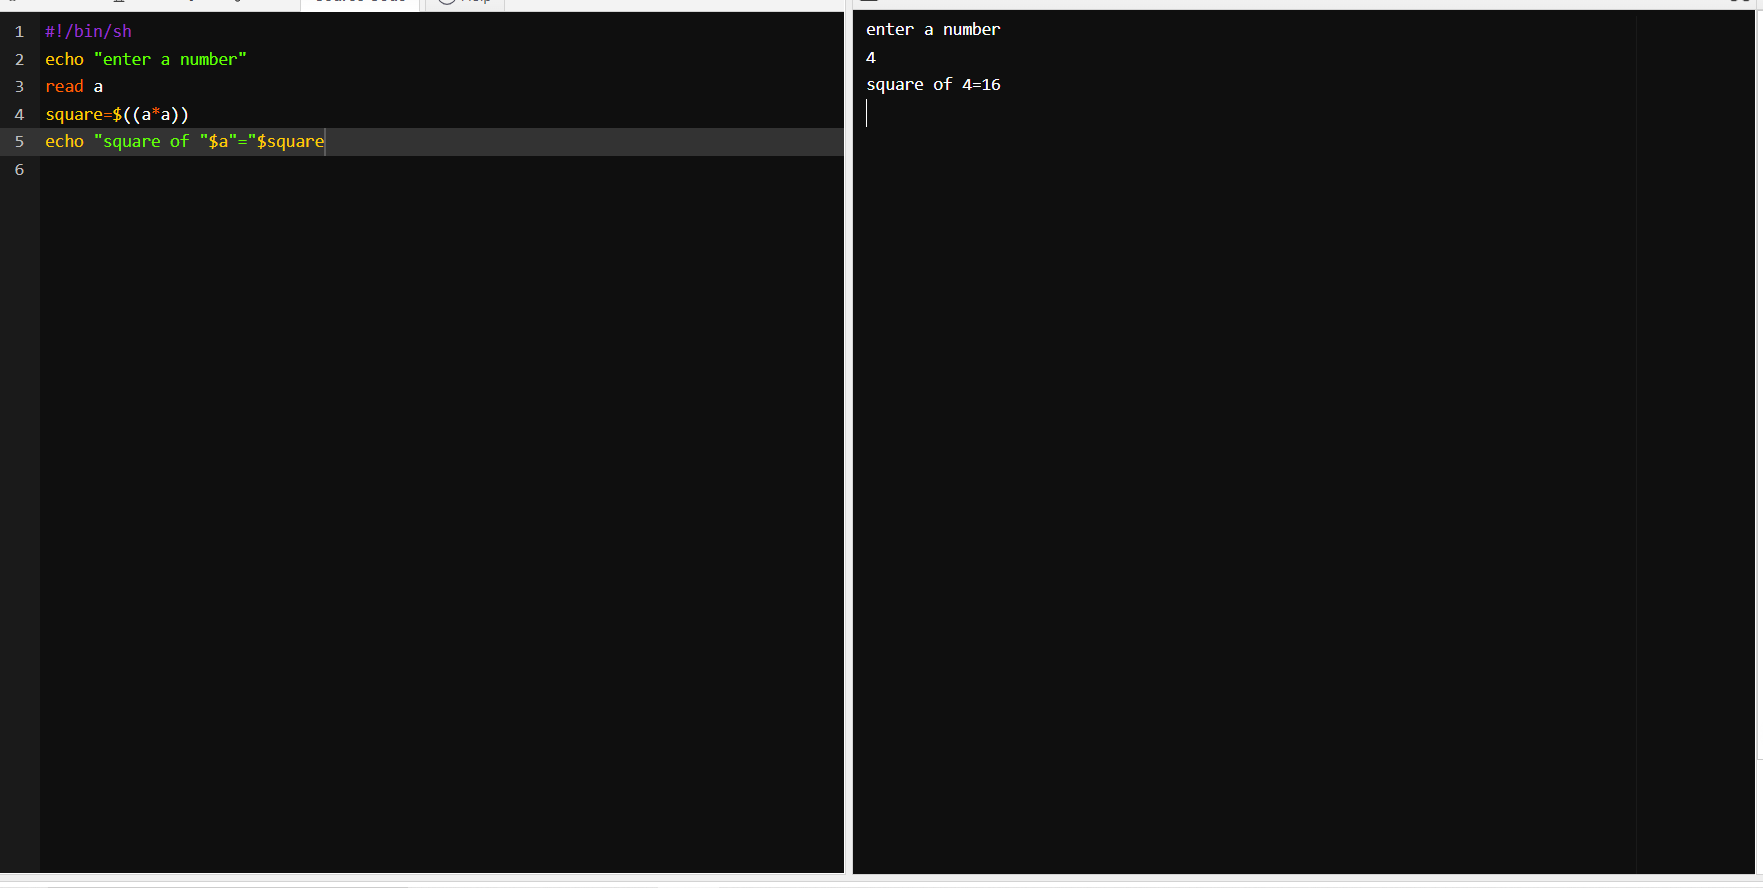 1 #!/bin/sh
2 echo "enter a number"
3 read a
4 square=$((a*a))
5 echo "square of "$a"="$square
6
enter a number
4
square of 4=16